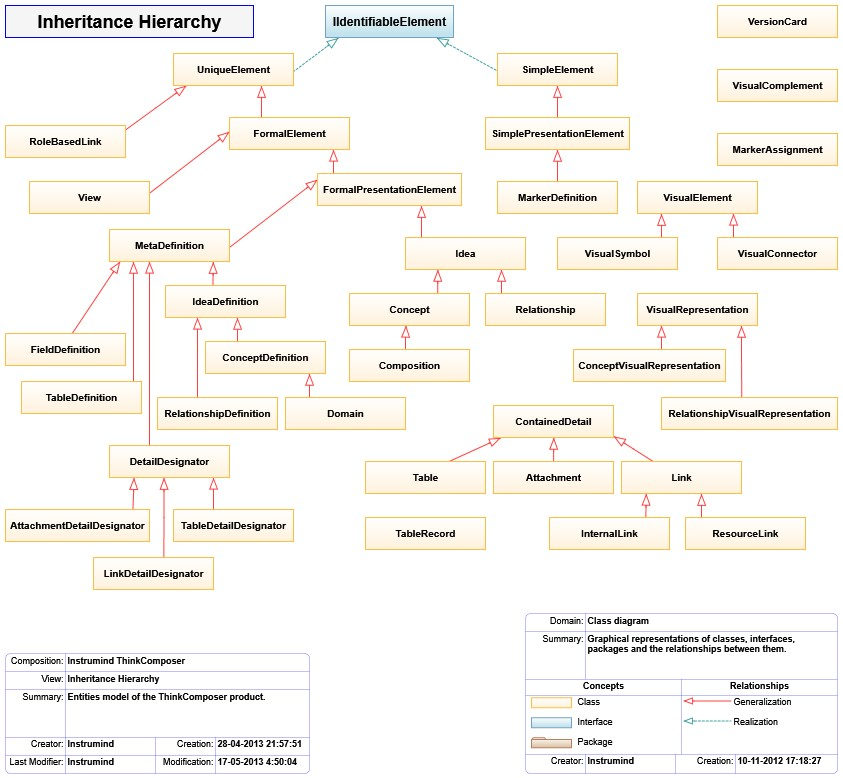 Inheritance Hierarchy
IIdentifiableElement
VersionCard
UniqueElement
SimpleElement
VisualComplement
RoleBasedLink
FormalElement
SimplePresentationElement
MarkerAssignment
View
FormalPresentationElement
MarkerDefinition
VisualElement
MetaDefinition
Idea
VisualSymbol
VisualConnector
IdeaDefinition
Concept
Relationship
VisualRepresentation
FieldDefinition
ConceptDefinition
Composition
ConceptVisualRepresentation
TableDefinition
RelationshipDefinition
Domain
ContainedDetail
RelationshipVisualRepresentation
DetailDesignator
Table
Attachment
Link
AttachmentDetailDesignator
TableDetailDesignator
TableRecord
InternalLink
ResourceLink
LinkDetailDesignator
Composition: Instrumind ThinkComposer
View: Inheritance Hierarchy
Summary: Entities model of the ThinkComposer product.
Creator: Instrumind Creation: 28-04-2013 21:57:51
Last Modifier: Instrumind Modification: 17-05-2013 4:50:04
Domain: Class diagram
Summary: Graphical representations of classes, interfaces,
packages and the relationships between them.
Concepts Relationships
Class Generalization
Interface Realization
Package
Creator: Instrumind Creation: 10-11-2012 17:18:27